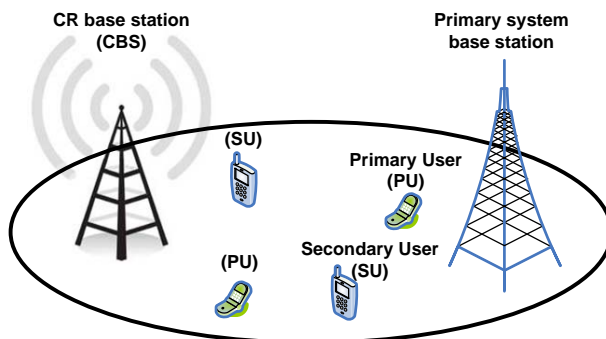 CR base station
(CBS)
Primary system
base station
(SU)
Primary User
(PU)
Secondary User
(SU)
(PU)